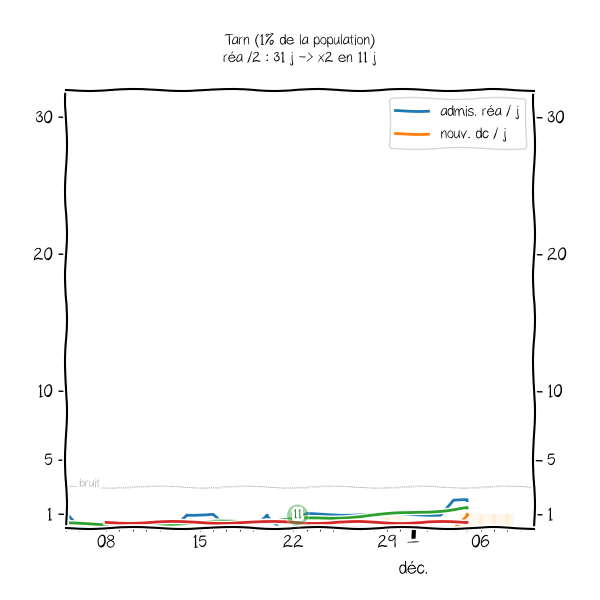 Tarn (1% de la population)
réa /2 : 31 j -> x2 en 11 j
admis. réa / j
nouv. dc / j
30
30
20
20
10
10
5
5
bruit
11
1
1
08 15 22 29 06
déc.